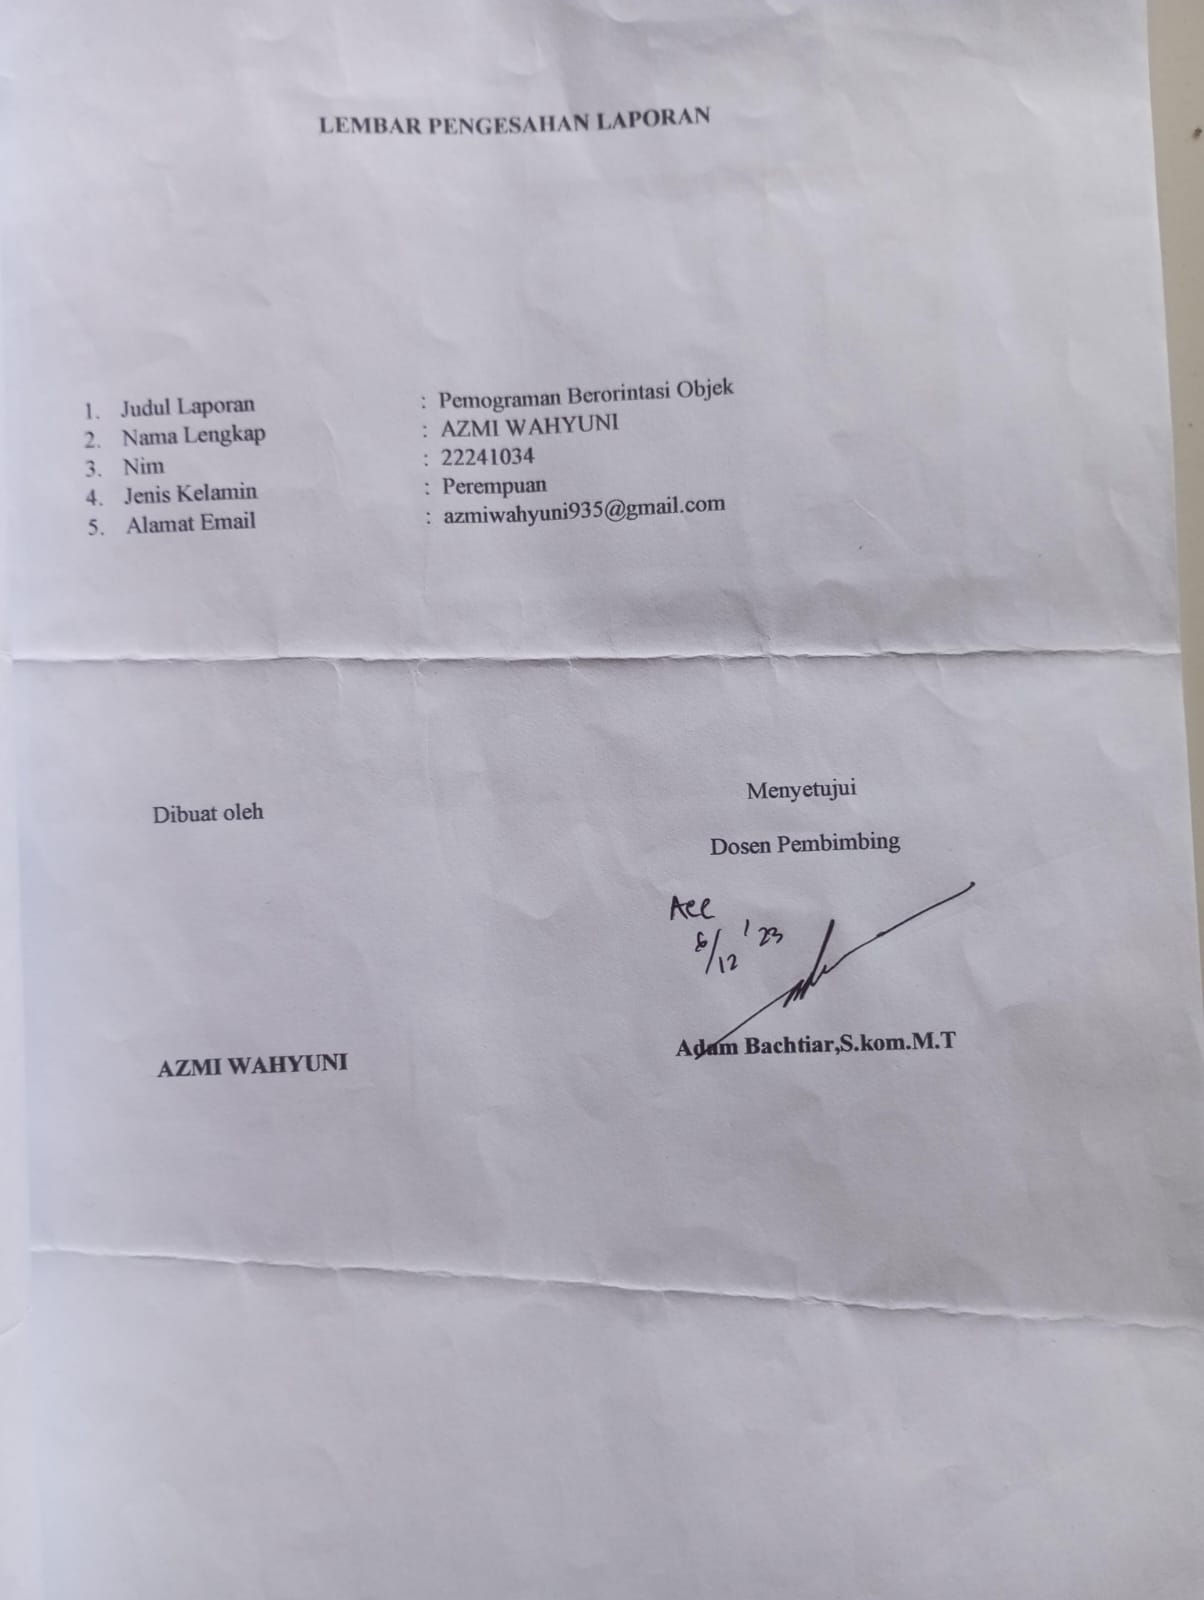 LEMBAR PENGESAHAN LAPORAN
1. Judul Laporan : Pemograman Berorintasi Objek
2. Nama Lengkap : AZMI WAHYUNI
3. Nim : 22241034
4. Jenis Kelamin : Perempuan
5. Alamat Email : azmiwahyuni935@gmail.com
Menyetujui
Dibuat oleh
Dosen Pembimbing
Acc
6/12 '23
Adam Bachtiar,S.kom.M.T
AZMI WAHYUNI